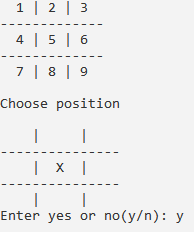 1 | 2 | 3
-------------
4 | 5 | 6
-------------
7 | 8 | 9
Choose position
|     |
---------------
|  X  |
---------------
|     |
Enter yes or no(y/n): y